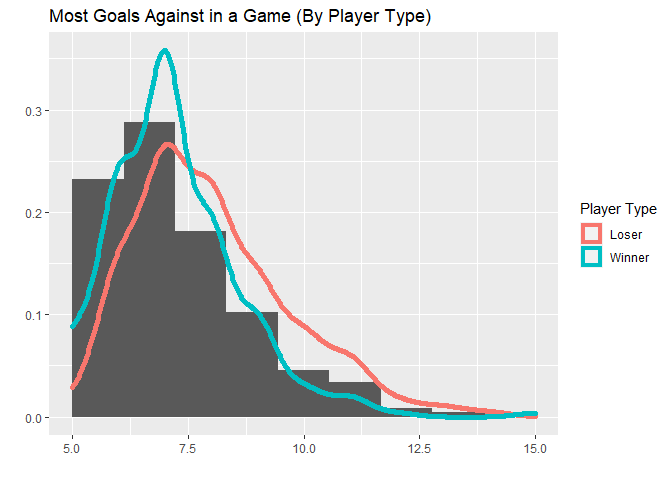 Most Goals Against in a Game (By Player Type)
0.3
0.2
0.1
0.0
5.0 7.5 10.0 12.5 15.0
Player Type
Loser
Winner